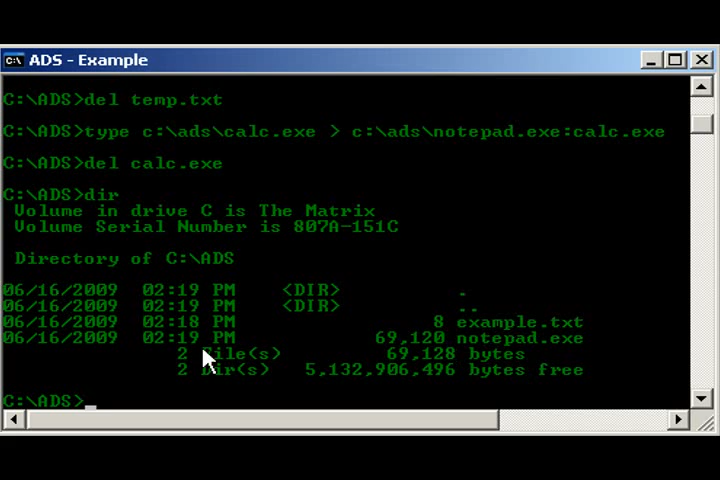 ADS - Example
C:\ADS>del temp.txt
C:\ADS>type c:\ads\calc.exe > c:\ads\notepad.exe:calc.exe
C:\ADS>del calc.exe
C:\ADS>dir
Volume in drive C is The Matrix
Volume Serial Number is 807A-151C
Directory of C:\ADS
06/16/2009 02:19 PM <DIR> .
06/16/2009 02:19 PM <DIR> ..
06/16/2009 02:18 PM 8 example.txt
06/16/2009 02:19 PM 69,120 notepad.exe
2 File(s) 69,128 bytes
2 Dir(s) 5,132,906,496 bytes free
C:\ADS>_